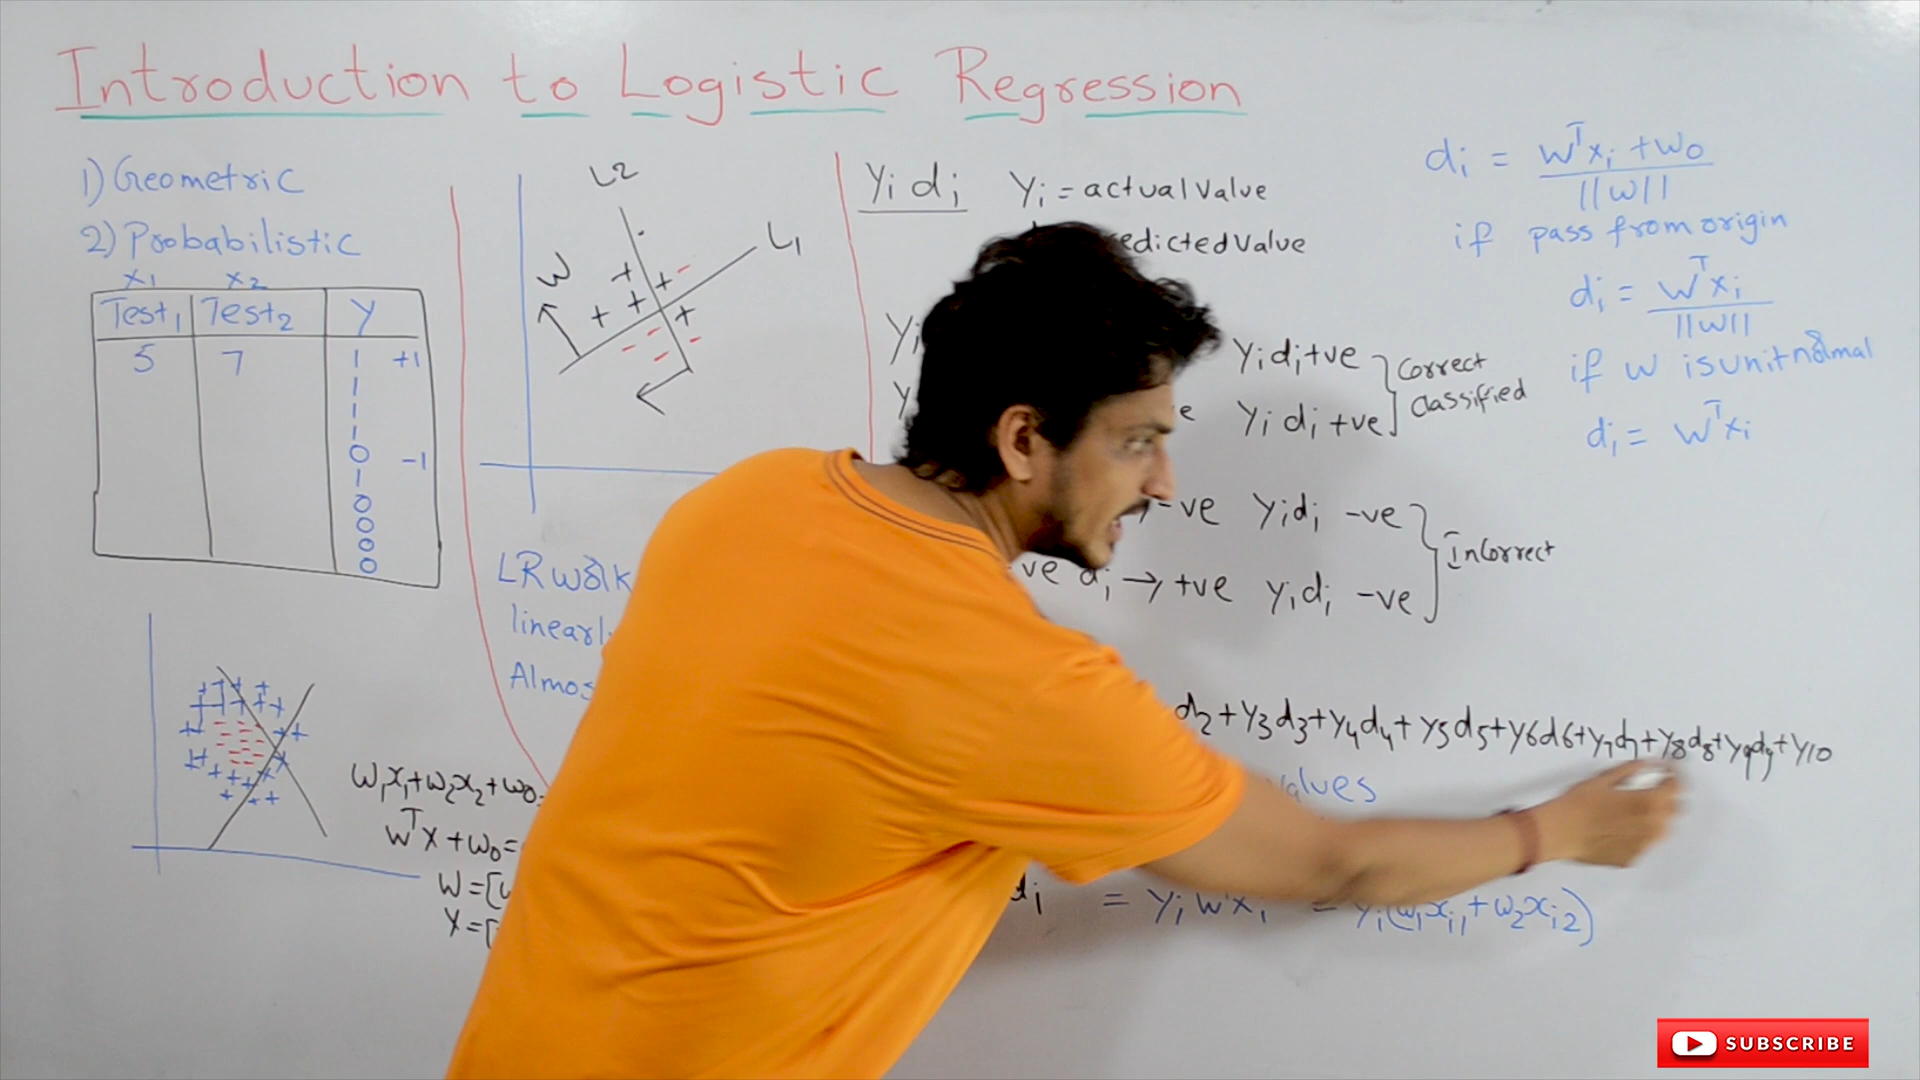 Introduction to Logistic Regression
1) Geometric
2) Probabilistic
x1 x2
Test1 Test2 Y
5 7 1 +1
1
1
1
0 -1
1
0
0
0
0
w1x1+w2x2+w0
wᵀx+w0=
W=[
X=[
L2
L1
W
+ + + + + +
- - - - - -
LR work
linearl
Almos
Yi di Yi = actual Value
edicted Value
Yi
Yi di +ve
e Yi di +ve
Correct
Classified
-ve Yi di -ve
ve di → +ve Yi di -ve
Incorrect
d2+Y3d3+Y4d4+Y5d5+Y6d6+Y7d7+Y8d8+Y9d9+Y10
alues
di = Yi wᵀxi = Yi(w1xi1+w2xi2)
di = wᵀxi+w0 / ||w||
if pass from origin
di = wᵀxi / ||w||
if w is unit normal
di = wᵀxi
SUBSCRIBE